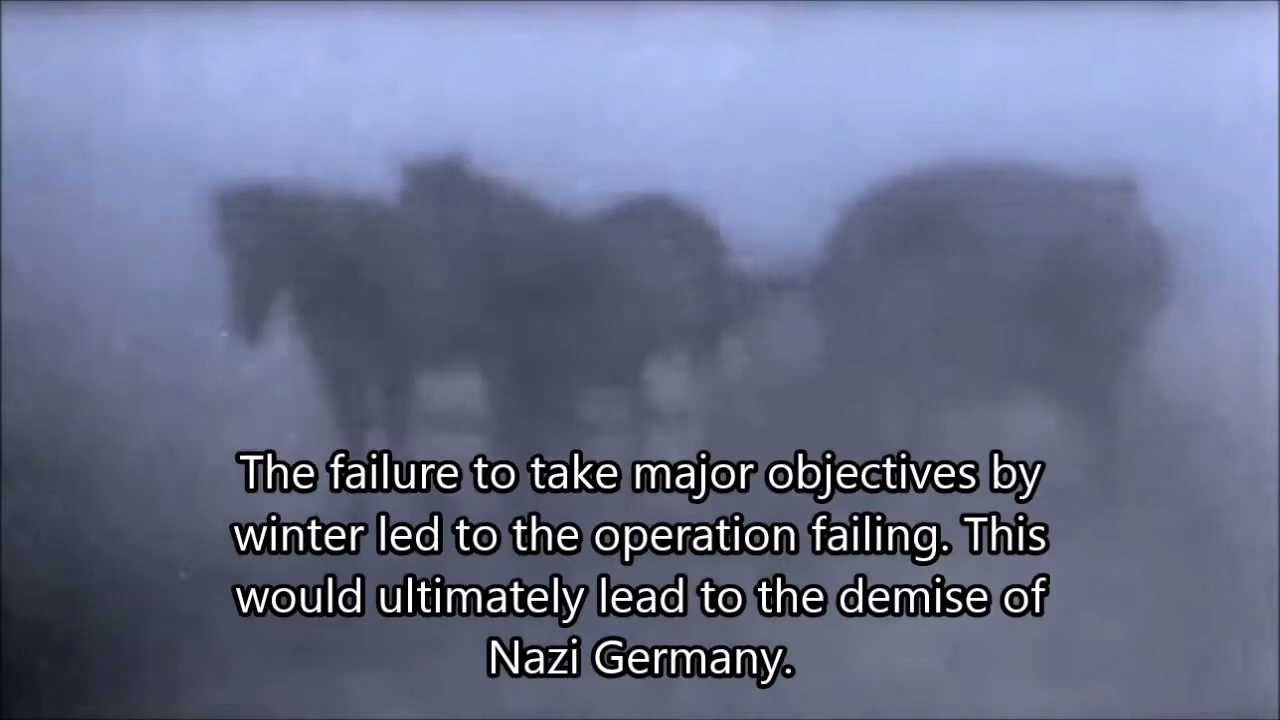 The failure to take major objectives by
winter led to the operation failing. This
would ultimately lead to the demise of
Nazi Germany.